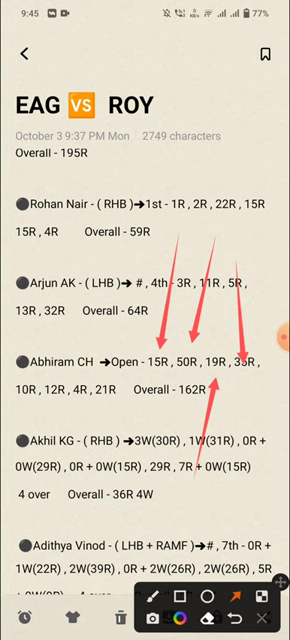 9:45 77%
EAG VS ROY
October 3 9:37 PM Mon | 2749 characters
Overall - 195R
⚫Rohan Nair - ( RHB )➔1st - 1R , 2R , 22R , 15R
15R , 4R Overall - 59R
⚫Arjun AK - ( LHB )➔ # , 4th - 3R , 11R , 5R ,
13R , 32R Overall - 64R
⚫Abhiram CH ➔Open - 15R , 50R , 19R , 35R ,
10R , 12R , 4R , 21R Overall - 162R
⚫Akhil KG - ( RHB ) ➔3W(30R) , 1W(31R) , 0R +
0W(29R) , 0R + 0W(15R) , 29R , 7R + 0W(15R)
4 over Overall - 36R 4W
⚫Adithya Vinod - ( LHB + RAMF )➔# , 7th - 0R +
1W(22R) , 2W(39R) , 0R + 2W(26R) , 2W(26R) , 5R